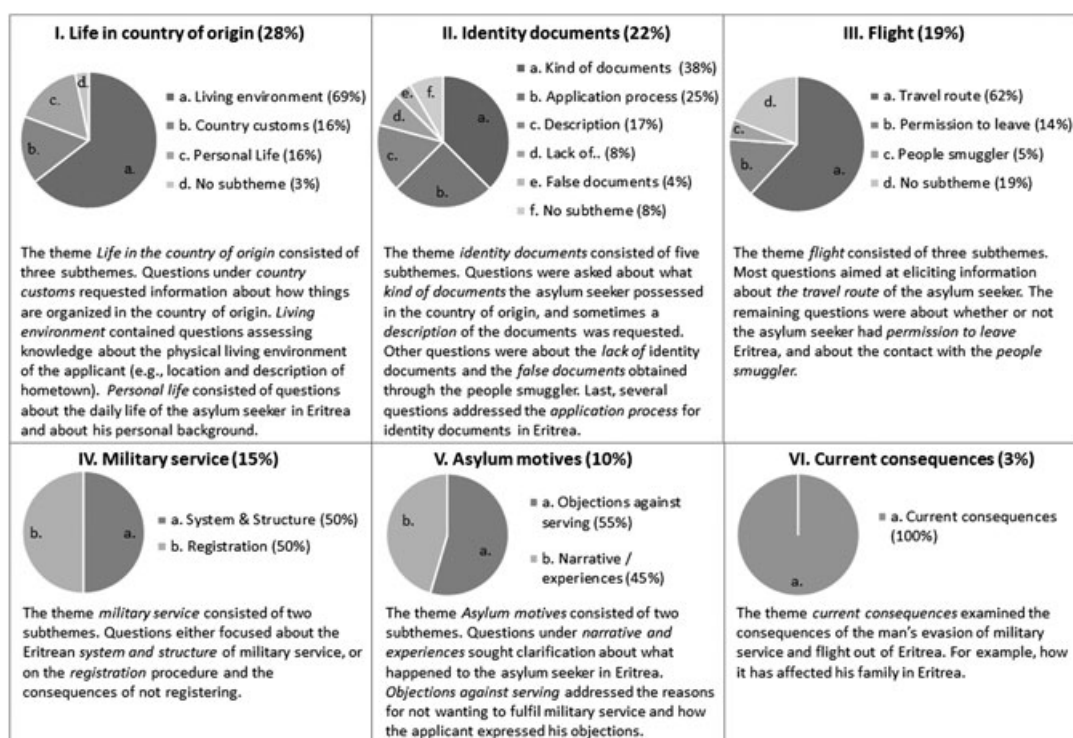 I. Life in country of origin (28%)
d.
c.
b.
a.
a. Living environment (69%)
b. Country customs (16%)
c. Personal Life (16%)
d. No subtheme (3%)
The theme Life in the country of origin consisted of
three subthemes. Questions under country
customs requested information about how things
are organized in the country of origin. Living
environment contained questions assessing
knowledge about the physical living environment
of the applicant (e.g., location and description of
hometown). Personal life consisted of questions
about the daily life of the asylum seeker in Eritrea
and about his personal background.
II. Identity documents (22%)
e.
f.
d.
a.
c.
b.
a. Kind of documents (38%)
b. Application process (25%)
c. Description (17%)
d. Lack of.. (8%)
e. False documents (4%)
f. No subtheme (8%)
The theme identity documents consisted of five
subthemes. Questions were asked about what
kind of documents the asylum seeker possessed
in the country of origin, and sometimes a
description of the documents was requested.
Other questions were about the lack of identity
documents and the false documents obtained
through the people smuggler. Last, several
questions addressed the application process for
identity documents in Eritrea.
III. Flight (19%)
d.
c.
b.
a.
a. Travel route (62%)
b. Permission to leave (14%)
c. People smuggler (5%)
d. No subtheme (19%)
The theme flight consisted of three subthemes.
Most questions aimed at eliciting information
about the travel route of the asylum seeker. The
remaining questions were about whether or not
the asylum seeker had permission to leave
Eritrea, and about the contact with the people
smuggler.
IV. Military service (15%)
b.
a.
a. System & Structure (50%)
b. Registration (50%)
The theme military service consisted of two
subthemes. Questions either focused about the
Eritrean system and structure of military service, or
on the registration procedure and the
consequences of not registering.
V. Asylum motives (10%)
b.
a.
a. Objections against
serving (55%)
b. Narrative /
experiences (45%)
The theme Asylum motives consisted of two
subthemes. Questions under narrative and
experiences sought clarification about what
happened to the asylum seeker in Eritrea.
Objections against serving addressed the reasons
for not wanting to fulfil military service and how
the applicant expressed his objections.
VI. Current consequences (3%)
a.
a. Current consequences
(100%)
The theme current consequences examined the
consequences of the man's evasion of military
service and flight out of Eritrea. For example, how
it has affected his family in Eritrea.